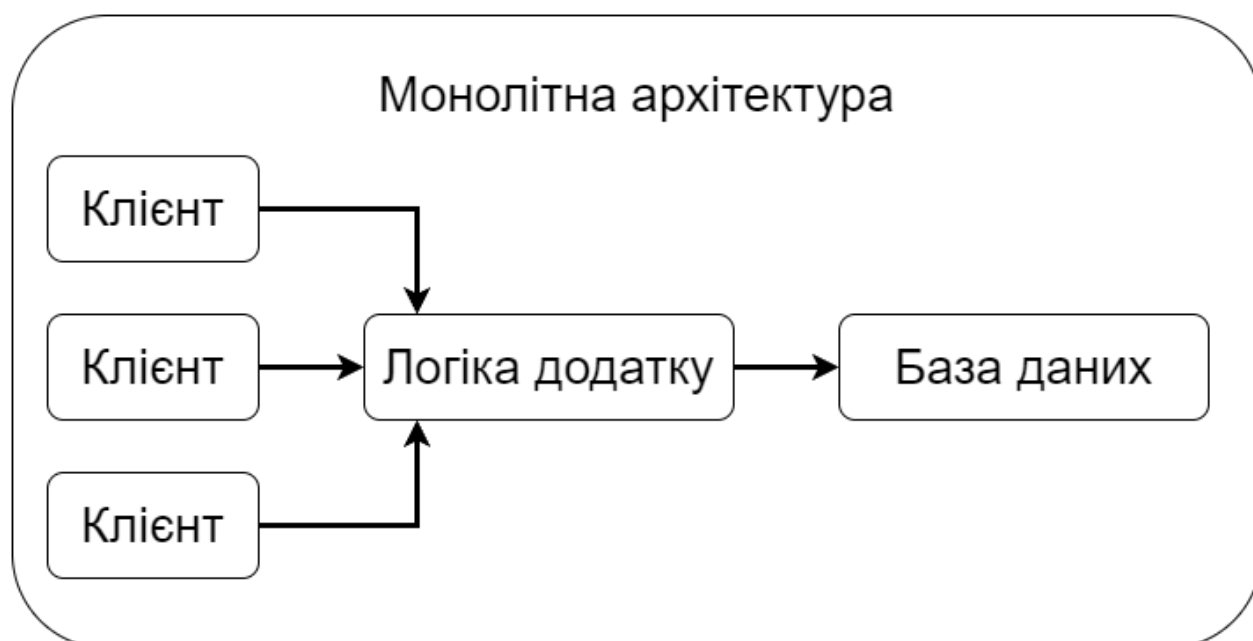 Монолітна архітектура
Клієнт
Клієнт
Логіка додатку
База даних
Клієнт